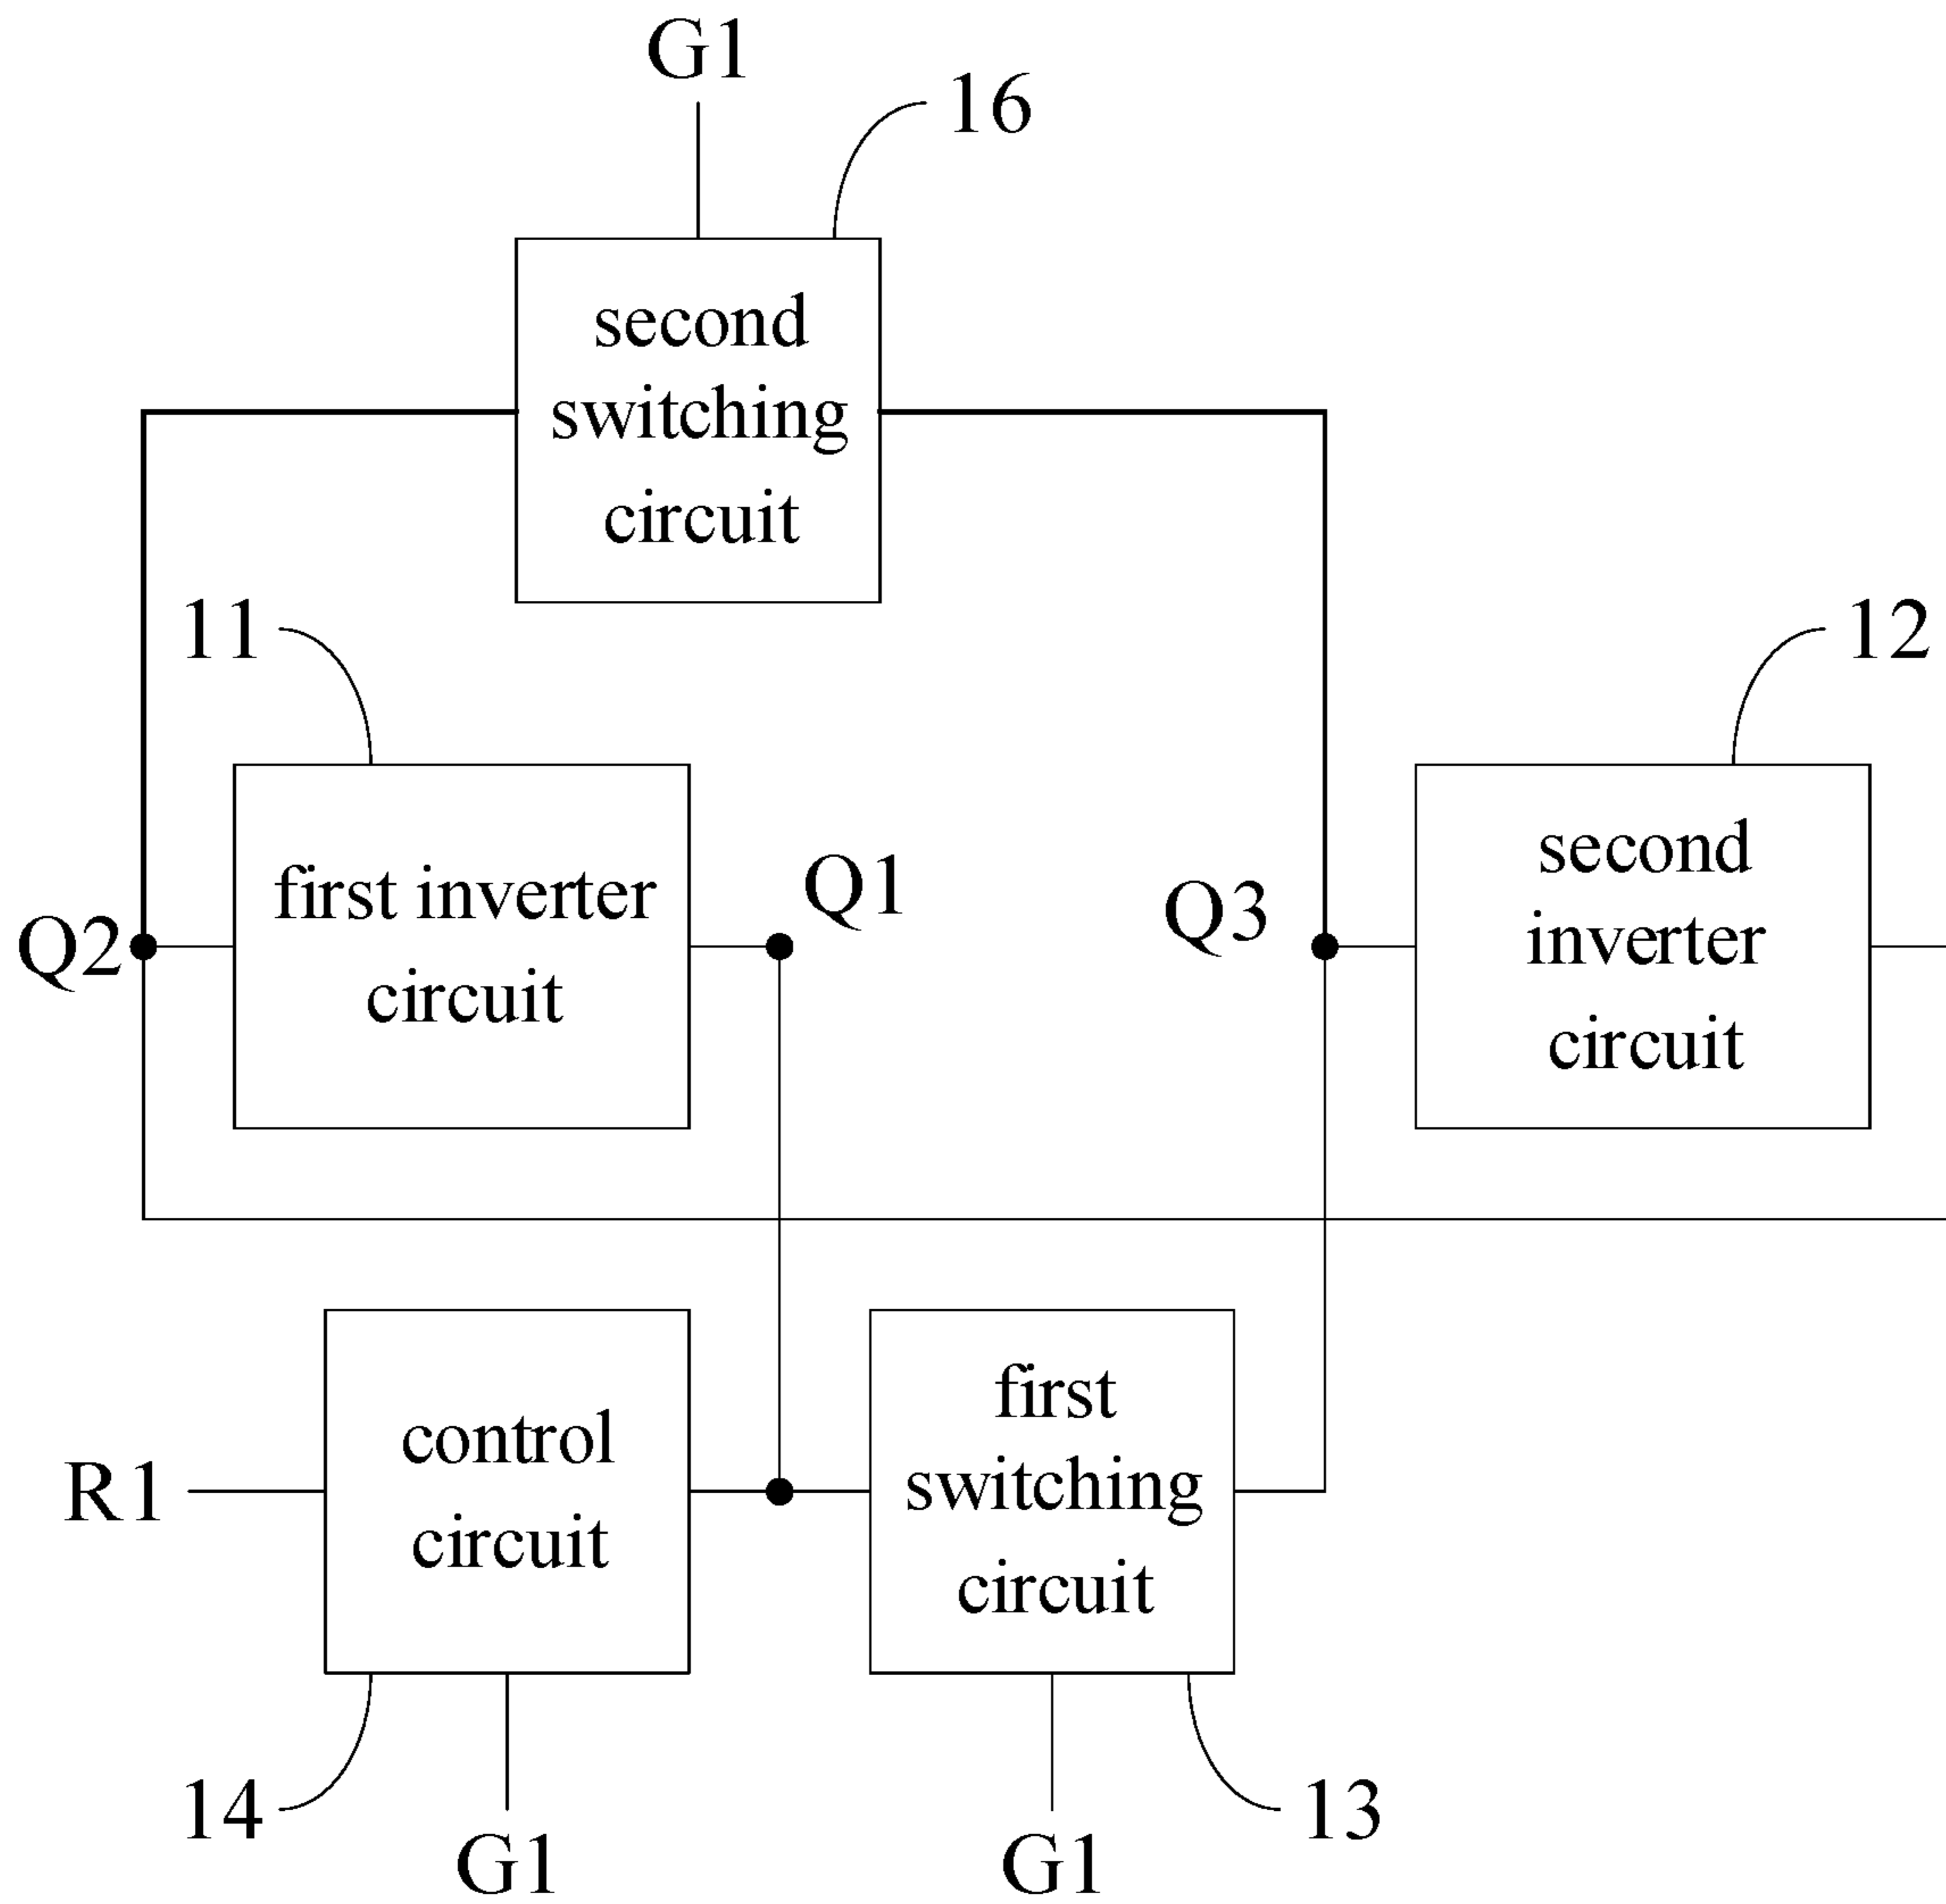 G1
16
second
switching
circuit
11
12
first inverter
circuit
Q1
Q2
Q3
second
inverter
circuit
control
circuit
first
switching
circuit
R1
14
G1
G1
13